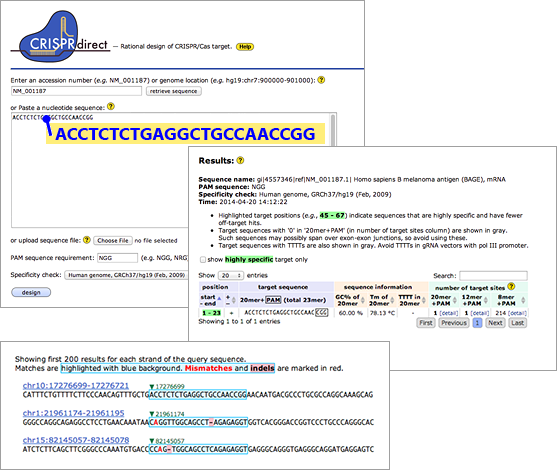 CRISPRdirect — Rational design of CRISPR/Cas target. Help
Enter an accession number (e.g. NM_001187) or genome location (e.g. hg19:chr7:900000-901000): ?
NM_001187 retrieve sequence
or Paste a nucleotide sequence: ?
ACCTCTCTGAGGCTGCCAACCGG
ACCTCTCTGAGGCTGCCAACCGG
or upload sequence file: ? Choose File no file selected
PAM sequence requirement: NGG (e.g. NGG, NRG)
Specificity check: Human genome, GRCh37/hg19 (Feb, 2009)
design
Results: ?
Sequence name: gi|4557346|ref|NM_001187.1| Homo sapiens B melanoma antigen (BAGE), mRNA
PAM sequence: NGG
Specificity check: Human genome, GRCh37/hg19 (Feb, 2009)
Time: 2014-04-20 14:12:22
• Highlighted target positions (e.g., 45 - 67) indicate sequences that are highly specific and have fewer
off-target hits.
• Target sequences with '0' in '20mer+PAM' (in number of target sites column) are shown in gray.
Such sequences may possibly span over exon-exon junctions, so avoid using these.
• Target sequences with TTTTs are also shown in gray. Avoid TTTTs in gRNA vectors with pol III promoter.
show highly specific target only
Show 20 entries Search:
position target sequence sequence information number of target sites ?
start - end + - 20mer+PAM (total 23mer) GC% of 20mer Tm of 20mer TTTT in 20mer 20mer +PAM 12mer +PAM 8mer +PAM
1 - 23 + ACCTCTCTGAGGCTGCCAACCGG 60.00 % 78.13 °C - 1 [detail] 1 [detail] 214 [detail]
Showing 1 to 1 of 1 entries First Previous 1 Next Last
Showing first 200 results for each strand of the query sequence.
Matches are highlighted with blue background. Mismatches and indels are marked in red.
chr10:17276699-17276721 ▼17276699
CATTTCTGTTTTCTTCCCAACAGTTTGCTGACCTCTCTGAGGCTGCCAACCGGAACAATGACGCCCTGCGCCAGGCAAAGCAG
chr1:21961174-21961195 ▼21961174
GGGCCAGGCAGAGGCTCCTGAACAAATAACAGGTTGGCAGCCT-AGAGAGGTGGTCACGGGACCGGTCCCTGCCCAGGGCAC
chr15:82145057-82145078 ▼82145057
ATCTCTTCAGCTTCGGGCCCAAATGTGACCCCAG-TGGCAGCCTCAGAGAGGTGAGGGCAGGGTGAGGGCAGGATGAGGAGTC